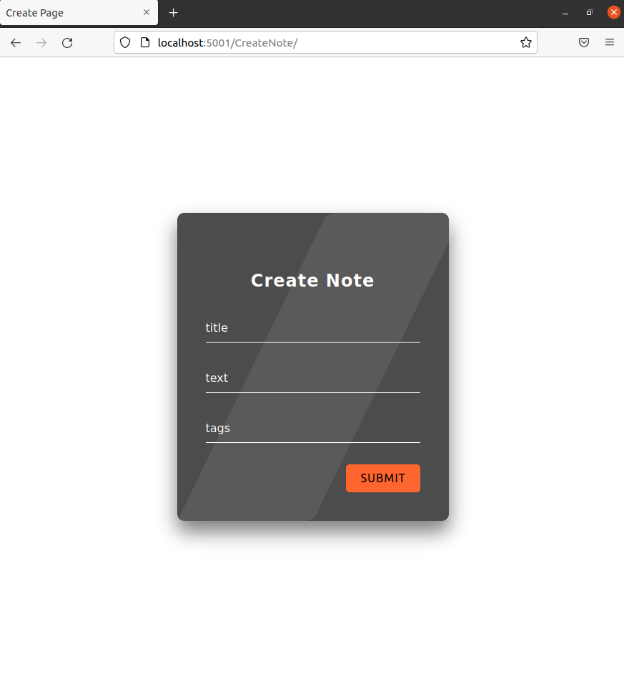 Create Page
localhost:5001/CreateNote/
Create Note
title
text
tags
SUBMIT